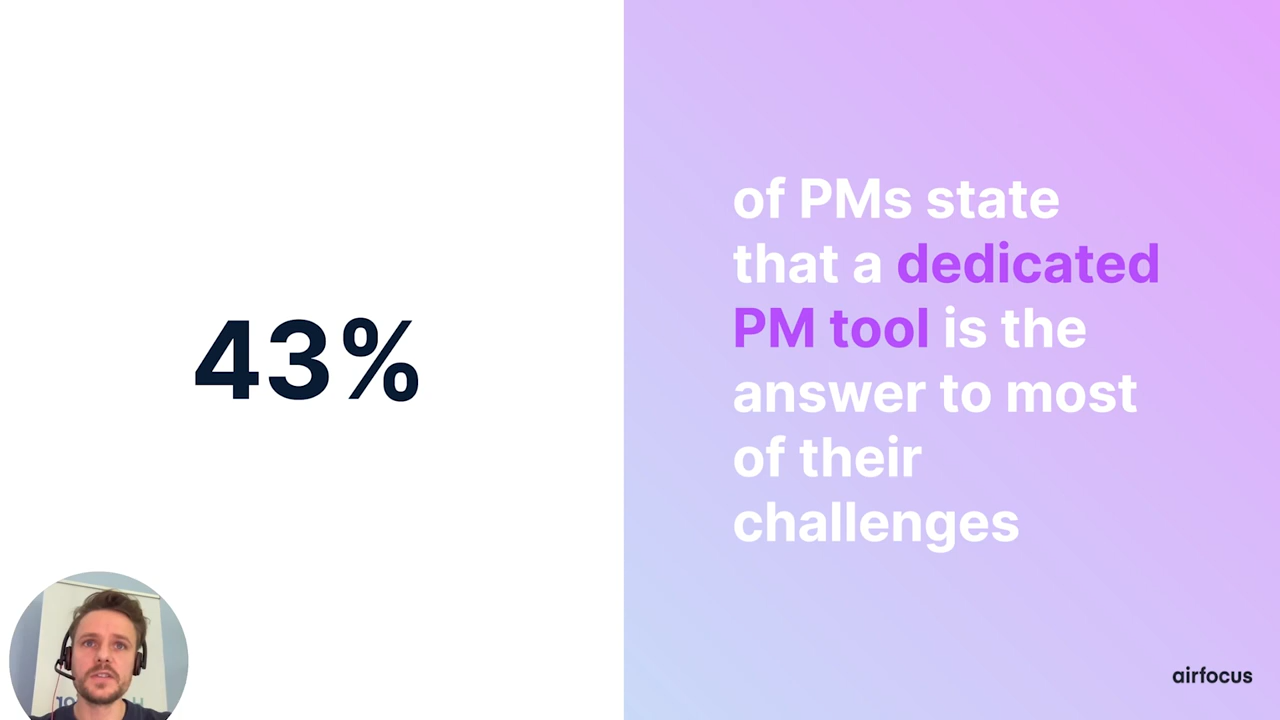 43%
of PMs state
that a dedicated
PM tool is the
answer to most
of their
challenges
airfocus